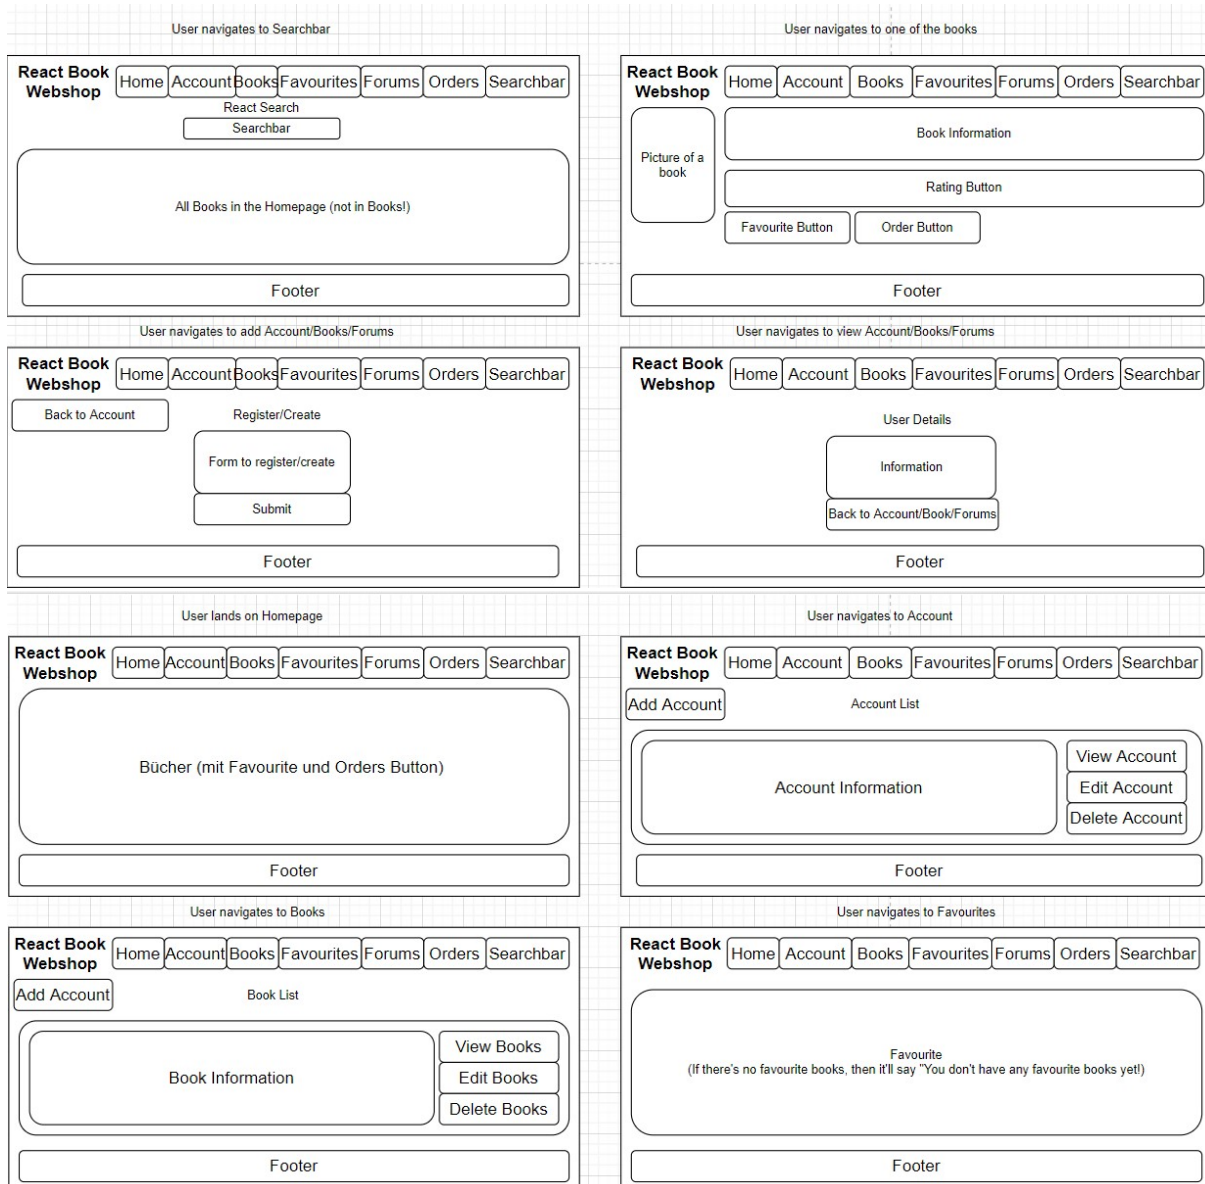 User navigates to Searchbar
React Book
Webshop
Home Account Books Favourites Forums Orders Searchbar
React Search
Searchbar
All Books in the Homepage (not in Books!)
Footer
User navigates to one of the books
React Book
Webshop
Home Account Books Favourites Forums Orders Searchbar
Picture of a
book
Book Information
Rating Button
Favourite Button Order Button
Footer
User navigates to add Account/Books/Forums
React Book
Webshop
Home Account Books Favourites Forums Orders Searchbar
Back to Account
Register/Create
Form to register/create
Submit
Footer
User navigates to view Account/Books/Forums
React Book
Webshop
Home Account Books Favourites Forums Orders Searchbar
User Details
Information
Back to Account/Book/Forums
Footer
User lands on Homepage
React Book
Webshop
Home Account Books Favourites Forums Orders Searchbar
Bücher (mit Favourite und Orders Button)
Footer
User navigates to Account
React Book
Webshop
Home Account Books Favourites Forums Orders Searchbar
Add Account
Account List
Account Information
View Account
Edit Account
Delete Account
Footer
User navigates to Books
React Book
Webshop
Home Account Books Favourites Forums Orders Searchbar
Add Account
Book List
Book Information
View Books
Edit Books
Delete Books
Footer
User navigates to Favourites
React Book
Webshop
Home Account Books Favourites Forums Orders Searchbar
Favourite
(If there's no favourite books, then it'll say "You don't have any favourite books yet!)
Footer